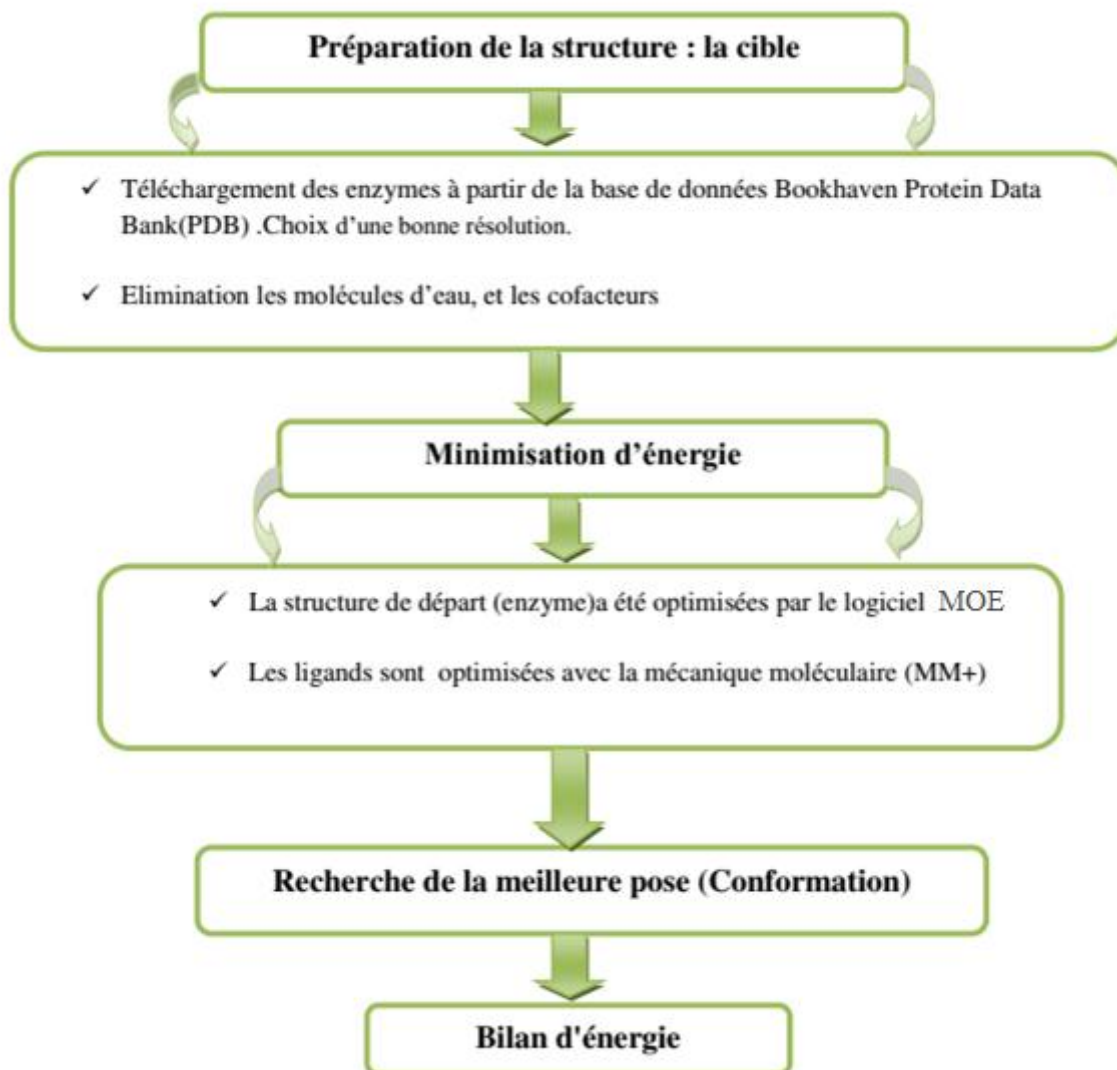 Préparation de la structure : la cible
✓ Téléchargement des enzymes à partir de la base de données Bookhaven Protein Data
Bank(PDB) .Choix d’une bonne résolution.
✓ Elimination les molécules d’eau, et les cofacteurs
Minimisation d’énergie
✓ La structure de départ (enzyme)a été optimisées par le logiciel MOE
✓ Les ligands sont optimisées avec la mécanique moléculaire (MM+)
Recherche de la meilleure pose (Conformation)
Bilan d'énergie